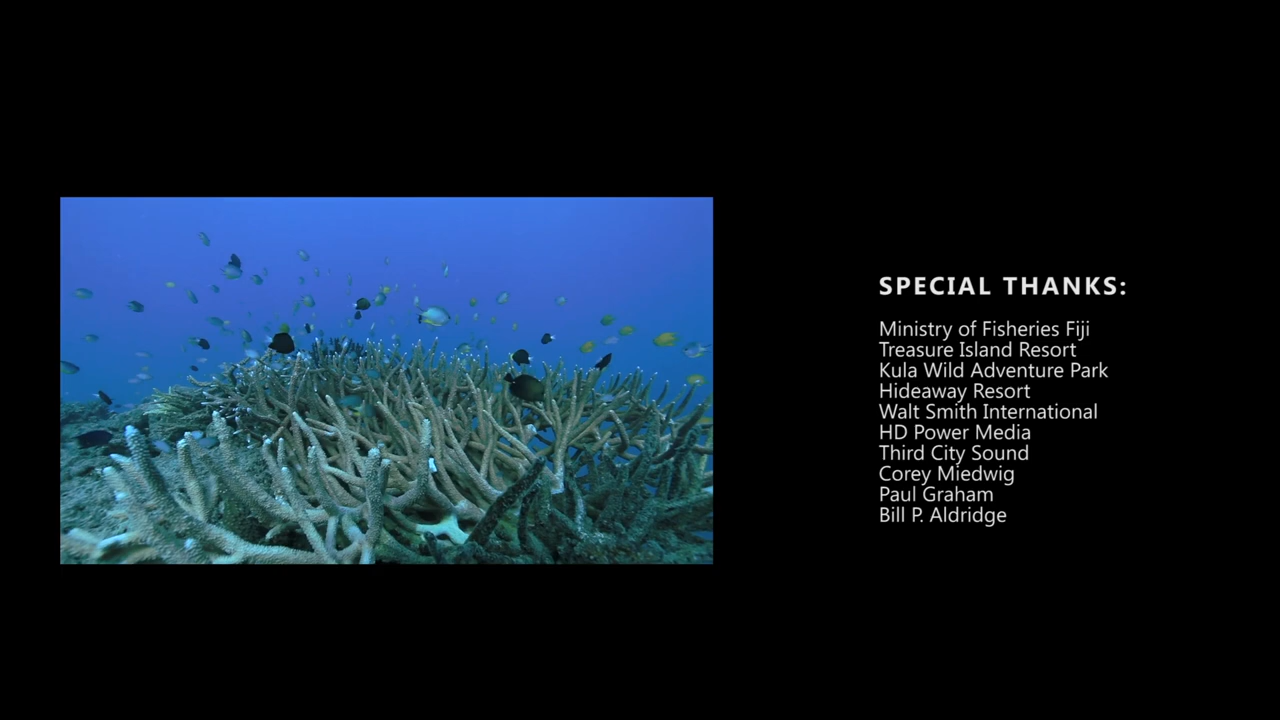 SPECIAL THANKS:
Ministry of Fisheries Fiji
Treasure Island Resort
Kula Wild Adventure Park
Hideaway Resort
Walt Smith International
HD Power Media
Third City Sound
Corey Miedwig
Paul Graham
Bill P. Aldridge